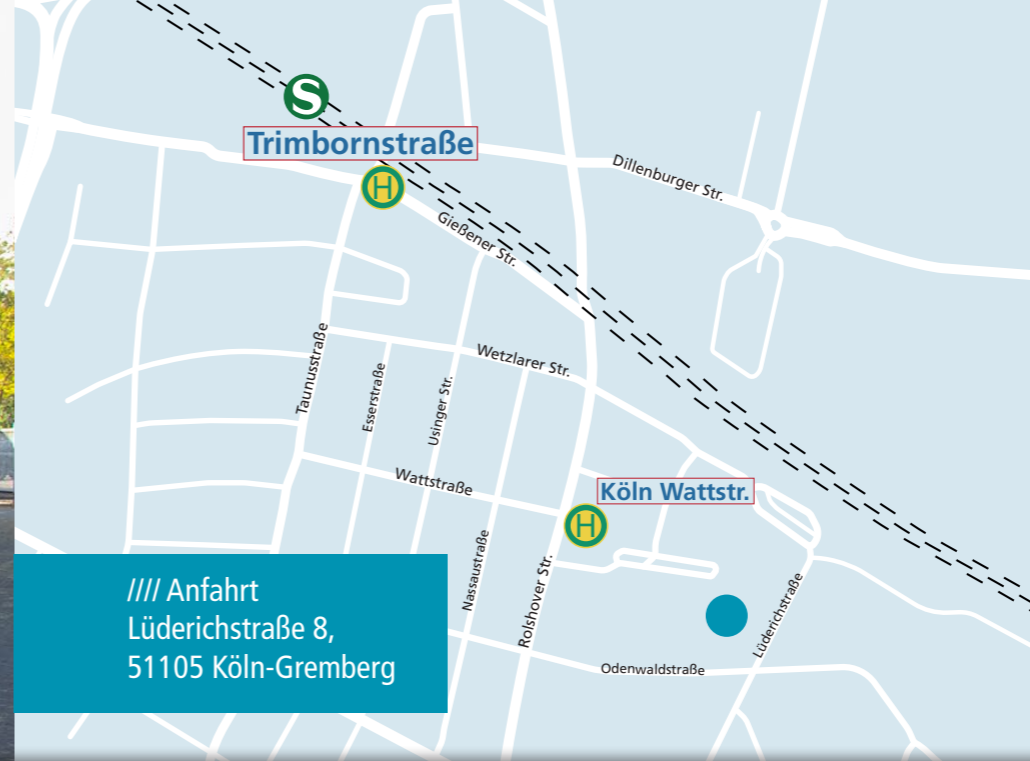 S
Trimbornstraße
H
Dillenburger Str.
Gießener Str.
Wetzlarer Str.
Taunusstraße
Esserstraße
Usinger Str.
Wattstraße
Köln Wattstr.
H
Nassaustraße
Rolshover Str.
Lüderichstraße
Odenwaldstraße
//// Anfahrt
Lüderichstraße 8,
51105 Köln-Gremberg